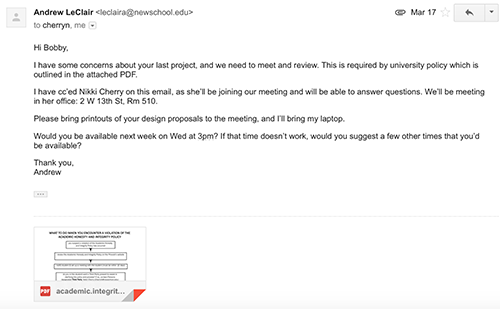 Andrew LeClair <leclaira@newschool.edu>
Mar 17
to cherryn, me
Hi Bobby,
I have some concerns about your last project, and we need to meet and review. This is required by university policy which is
outlined in the attached PDF.
I have cc'ed Nikki Cherry on this email, as she'll be joining our meeting and will be able to answer questions. We'll be meeting
in her office: 2 W 13th St, Rm 510.
Please bring printouts of your design proposals to the meeting, and I'll bring my laptop.
Would you be available next week on Wed at 3pm? If that time doesn't work, would you suggest a few other times that you'd
be available?
Thank you,
Andrew
WHAT TO DO WHEN YOU ENCOUNTER A VIOLATION OF THE
ACADEMIC HONESTY AND INTEGRITY POLICY
PDF academic.integrit...